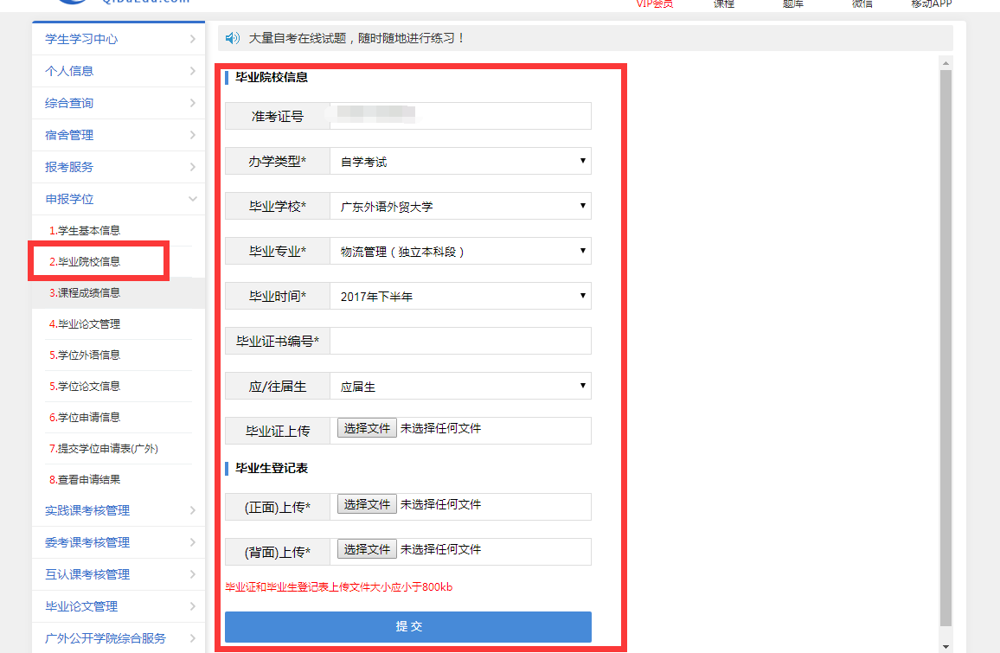 QiDaEdu.com
VIP会员 课程 题库 微信 移动APP
学生学习中心
个人信息
综合查询
宿舍管理
报考服务
申报学位
1.学生基本信息
2.毕业院校信息
3.课程成绩信息
4.毕业论文管理
5.学位外语信息
5.学位论文信息
6.学位申请信息
7.提交学位申请表(广外)
8.查看申请结果
实践课考核管理
委考课考核管理
互认课考核管理
毕业论文管理
广外公开学院综合服务
大量自考在线试题，随时随地进行练习！
毕业院校信息
准考证号
办学类型* 自学考试
毕业学校* 广东外语外贸大学
毕业专业* 物流管理（独立本科段）
毕业时间* 2017年下半年
毕业证书编号*
应/往届生 应届生
毕业证上传 选择文件 未选择任何文件
毕业生登记表
(正面)上传* 选择文件 未选择任何文件
(背面)上传* 选择文件 未选择任何文件
毕业证和毕业生登记表上传文件大小应小于800kb
提 交